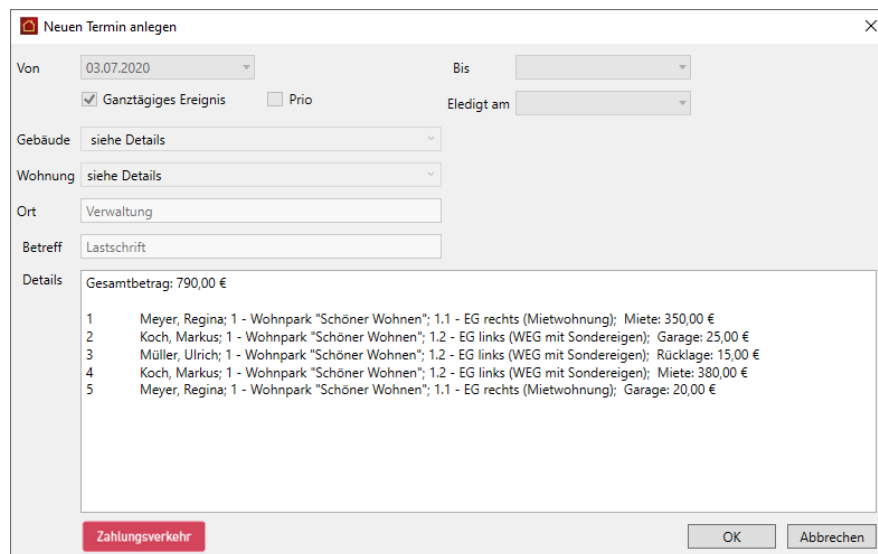 Neuen Termin anlegen
Von 03.07.2020 Bis
Ganztägiges Ereignis Prio Eledigt am
Gebäude siehe Details
Wohnung siehe Details
Ort Verwaltung
Betreff Lastschrift
Details Gesamtbetrag: 790,00 €
1 Meyer, Regina; 1 - Wohnpark "Schöner Wohnen"; 1.1 - EG rechts (Mietwohnung); Miete: 350,00 €
2 Koch, Markus; 1 - Wohnpark "Schöner Wohnen"; 1.2 - EG links (WEG mit Sondereigen); Garage: 25,00 €
3 Müller, Ulrich; 1 - Wohnpark "Schöner Wohnen"; 1.2 - EG links (WEG mit Sondereigen); Rücklage: 15,00 €
4 Koch, Markus; 1 - Wohnpark "Schöner Wohnen"; 1.2 - EG links (WEG mit Sondereigen); Miete: 380,00 €
5 Meyer, Regina; 1 - Wohnpark "Schöner Wohnen"; 1.1 - EG rechts (Mietwohnung); Garage: 20,00 €
Zahlungsverkehr OK Abbrechen